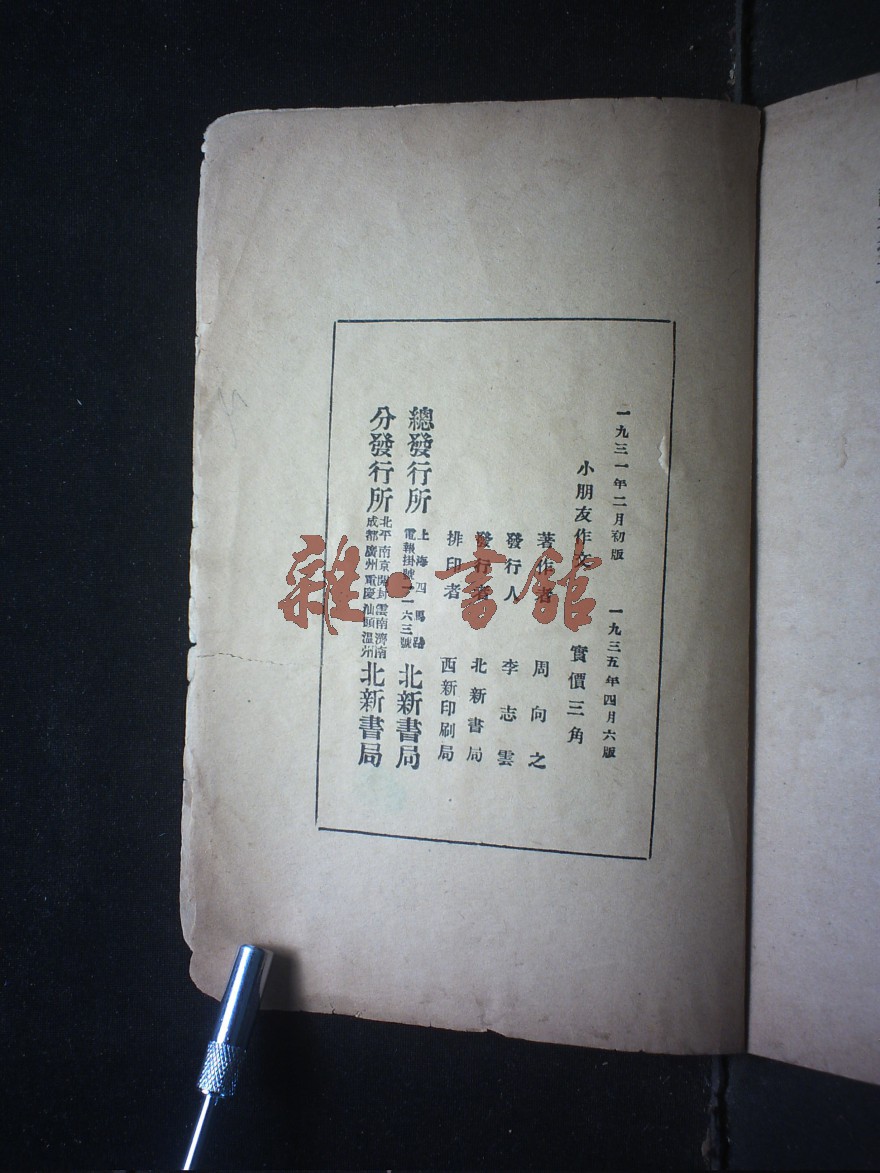 一九三一年二月初版 一九三五年四月六版
小朋友作文 實價三角
著作者 周向之
發行人 李志雲
發行者 北新書局
排印者 西新印刷局
總發行所 上海四馬路 電報掛號一一六三號 北新書局
分發行所 北平南京開封雲南濟南 成都廣州重慶汕頭溫州 北新書局
雜·書館